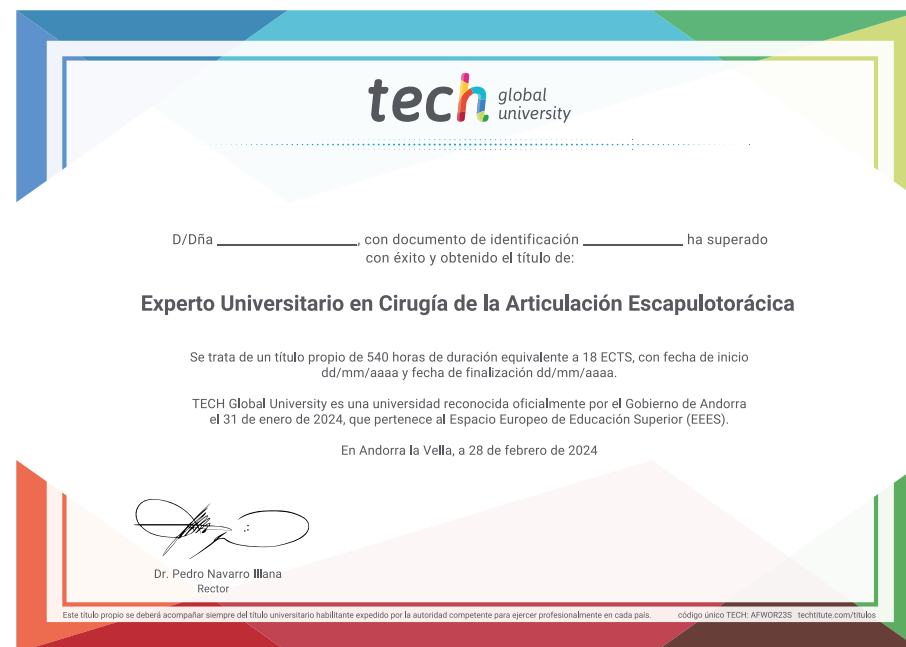 tech global university
D/Dña ____________________, con documento de identificación ______________ ha superado
con éxito y obtenido el título de:
Experto Universitario en Cirugía de la Articulación Escapulotorácica
Se trata de un título propio de 540 horas de duración equivalente a 18 ECTS, con fecha de inicio
dd/mm/aaaa y fecha de finalización dd/mm/aaaa.
TECH Global University es una universidad reconocida oficialmente por el Gobierno de Andorra
el 31 de enero de 2024, que pertenece al Espacio Europeo de Educación Superior (EEES).
En Andorra la Vella, a 28 de febrero de 2024
Dr. Pedro Navarro Illana
Rector
Este título propio se deberá acompañar siempre del título universitario habilitante expedido por la autoridad competente para ejercer profesionalmente en cada país. código único TECH: AFWOR23S techtitute.com/titulos